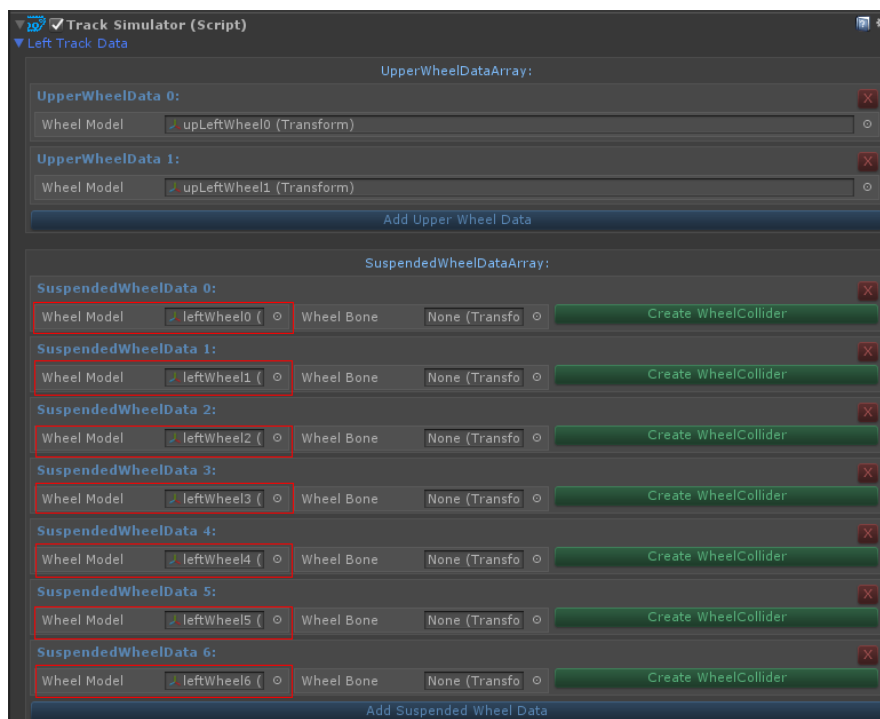 Track Simulator (Script)
Left Track Data
UpperWheelDataArray:
UpperWheelData 0:
X
Wheel Model upLeftWheel0 (Transform)
UpperWheelData 1:
X
Wheel Model upLeftWheel1 (Transform)
Add Upper Wheel Data
SuspendedWheelDataArray:
SuspendedWheelData 0:
X
Wheel Model leftWheel0 ( Wheel Bone None (Transfo Create WheelCollider
SuspendedWheelData 1:
X
Wheel Model leftWheel1 ( Wheel Bone None (Transfo Create WheelCollider
SuspendedWheelData 2:
X
Wheel Model leftWheel2 ( Wheel Bone None (Transfo Create WheelCollider
SuspendedWheelData 3:
X
Wheel Model leftWheel3 ( Wheel Bone None (Transfo Create WheelCollider
SuspendedWheelData 4:
X
Wheel Model leftWheel4 ( Wheel Bone None (Transfo Create WheelCollider
SuspendedWheelData 5:
X
Wheel Model leftWheel5 ( Wheel Bone None (Transfo Create WheelCollider
SuspendedWheelData 6:
X
Wheel Model leftWheel6 ( Wheel Bone None (Transfo Create WheelCollider
Add Suspended Wheel Data